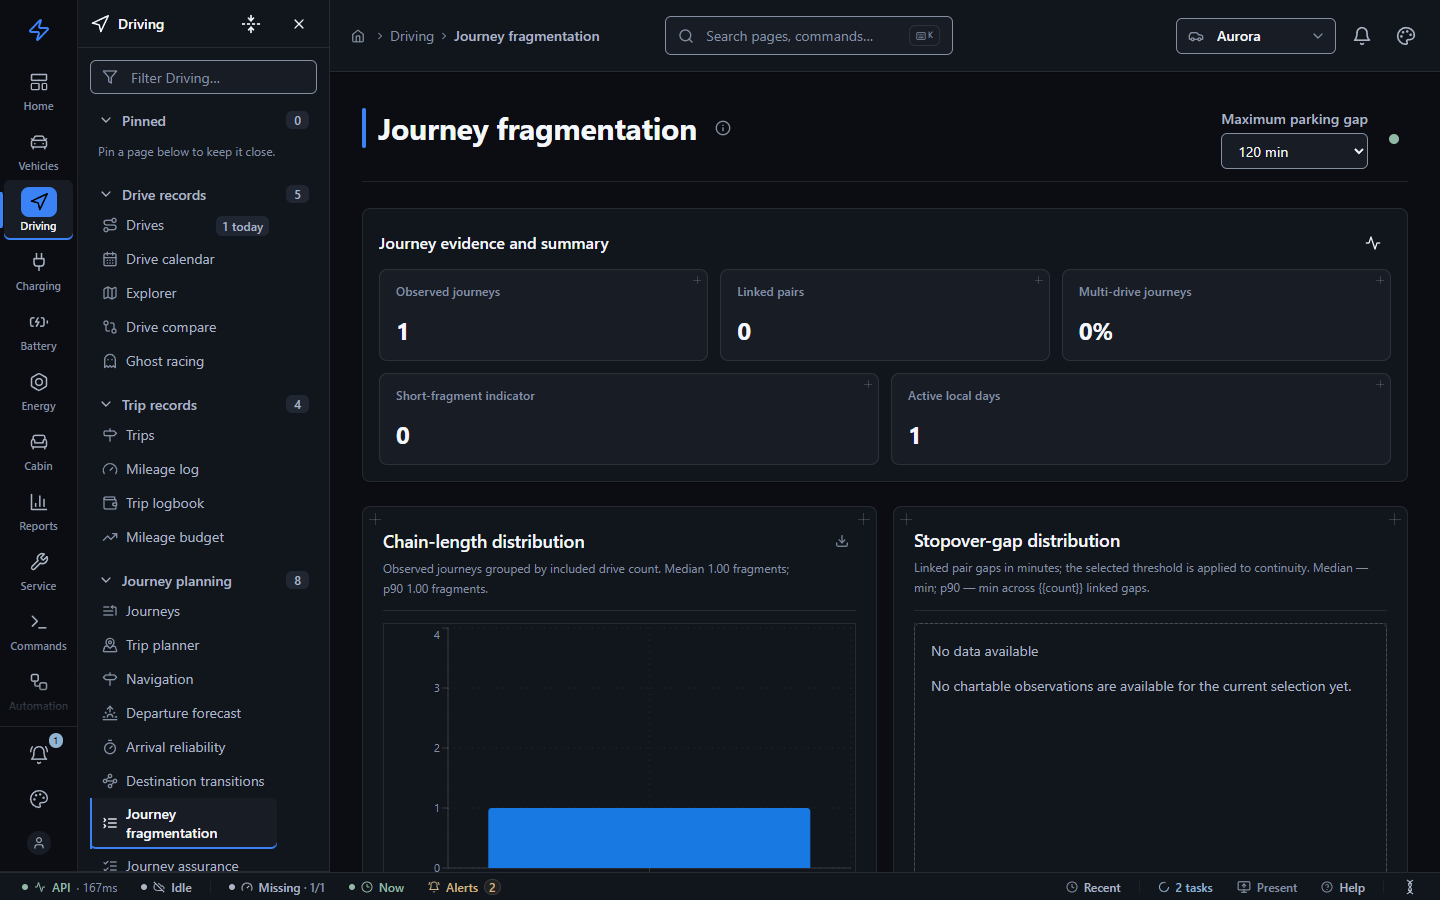 Home
Vehicles
Driving
Charging
Battery
Energy
Cabin
Reports
Service
Commands
Automation
1
Driving
Filter Driving...
Pinned 0
Pin a page below to keep it close.
Drive records 5
Drives 1 today
Drive calendar
Explorer
Drive compare
Ghost racing
Trip records 4
Trips
Mileage log
Trip logbook
Mileage budget
Journey planning 8
Journeys
Trip planner
Navigation
Departure forecast
Arrival reliability
Destination transitions
Journey
fragmentation
Journey assurance
Driving Journey fragmentation
Search pages, commands... K
Aurora
Journey fragmentation
Maximum parking gap
120 min
Journey evidence and summary
Observed journeys
1
Linked pairs
0
Multi-drive journeys
0%
Short-fragment indicator
0
Active local days
1
Chain-length distribution
Observed journeys grouped by included drive count. Median 1.00 fragments;
p90 1.00 fragments.
4
3
2
1
0
Stopover-gap distribution
Linked pair gaps in minutes; the selected threshold is applied to continuity. Median —
min; p90 — min across {{count}} linked gaps.
No data available
No chartable observations are available for the current selection yet.
API · 167ms
Idle
Missing · 1/1
Now
Alerts 2
Recent
2 tasks
Present
Help